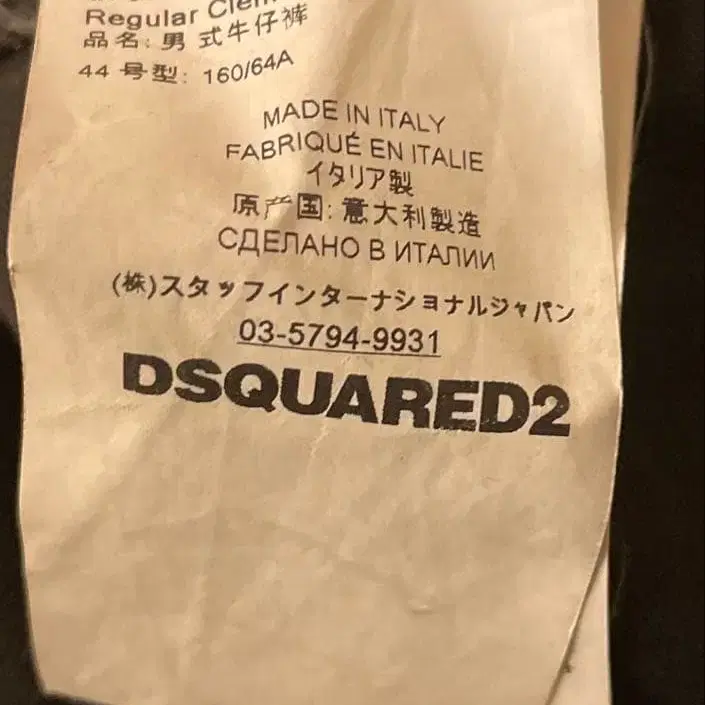 Regular Clement
品名: 男 式牛仔裤
44 号型: 160/64A
MADE IN ITALY
FABRIQUÉ EN ITALIE
イタリア製
原产国: 意大利製造
СДЕЛАНО В ИТАЛИИ
(株)スタッフインターナショナルジャパン
03-5794-9931
DSQUARED2